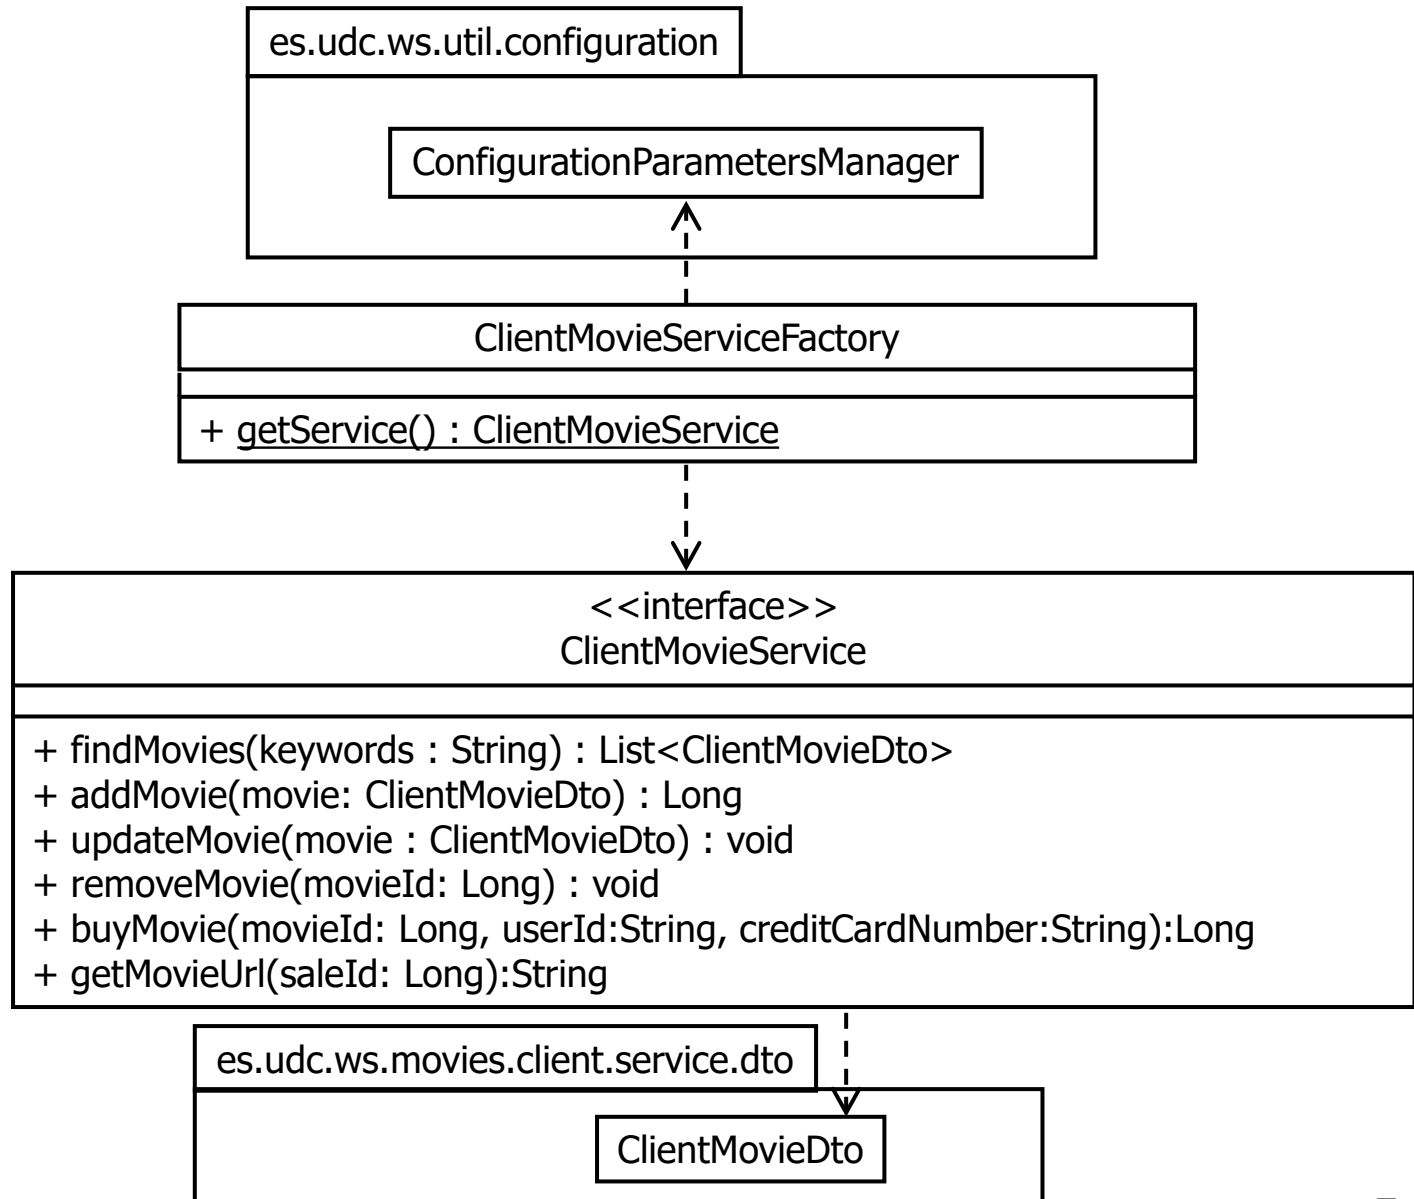 es.udc.ws.util.configuration
ConfigurationParametersManager
ClientMovieServiceFactory
+ getService() : ClientMovieService
<<interface>>
ClientMovieService
+ findMovies(keywords : String) : List<ClientMovieDto>
+ addMovie(movie: ClientMovieDto) : Long
+ updateMovie(movie : ClientMovieDto) : void
+ removeMovie(movieId: Long) : void
+ buyMovie(movieId: Long, userId:String, creditCardNumber:String):Long
+ getMovieUrl(saleId: Long):String
es.udc.ws.movies.client.service.dto
ClientMovieDto